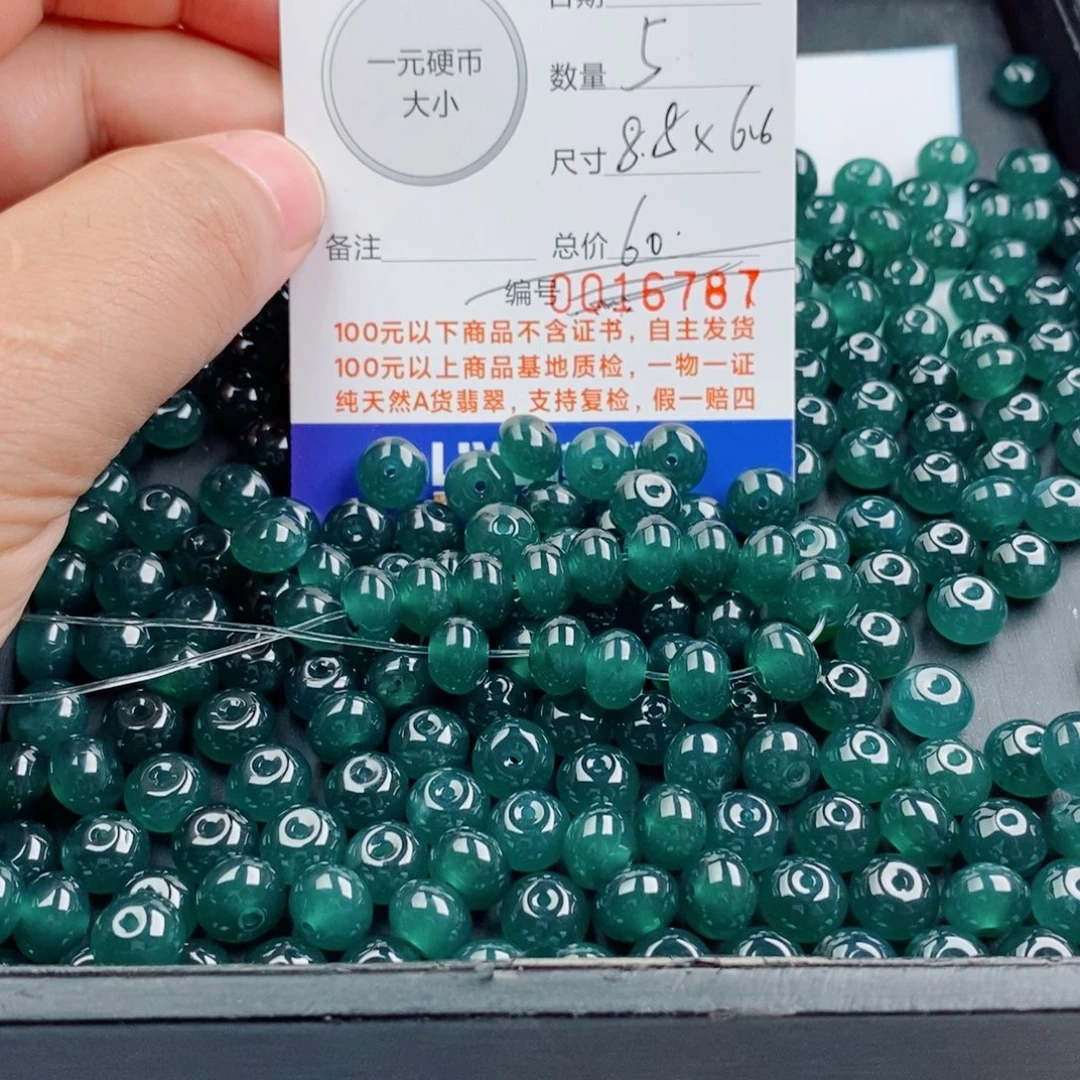 一元硬币
大小
日期
数量 5
尺寸 8.8×6.6
备注
总价 60.
编号 0016787
100元以下商品不含证书，自主发货
100元以上商品基地质检，一物一证
纯天然A货翡翠，支持复检，假一赔四